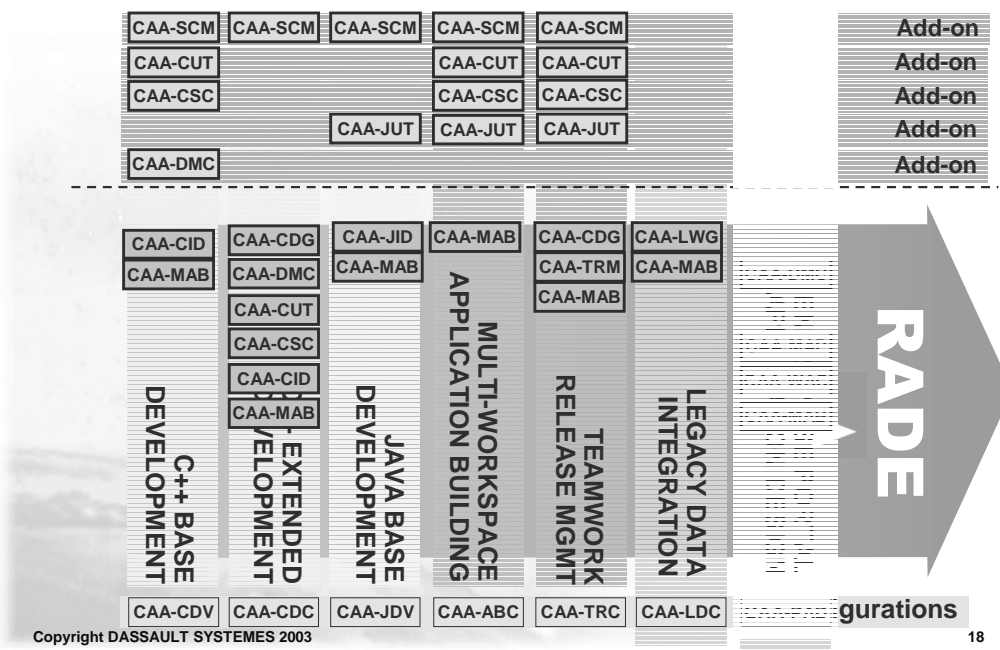 CAA-SCM CAA-SCM CAA-SCM CAA-SCM CAA-SCM Add-on
CAA-CUT CAA-CUT CAA-CUT Add-on
CAA-CSC CAA-CSC CAA-CSC Add-on
CAA-JUT CAA-JUT CAA-JUT Add-on
CAA-DMC Add-on
CAA-CID
CAA-MAB
C++ BASE
DEVELOPMENT
CAA-CDG
CAA-DMC
CAA-CUT
CAA-CSC
CAA-CID
CAA-MAB
EXTENDED
VELOPMENT
CAA-JID
CAA-MAB
JAVA BASE
DEVELOPMENT
CAA-MAB
MULTI-WORKSPACE
APPLICATION BUILDING
CAA-CDG
CAA-TRM
CAA-MAB
TEAMWORK
RELEASE MGMT
CAA-LWG
CAA-MAB
LEGACY DATA
INTEGRATION
RADE
CAA-CDV CAA-CDC CAA-JDV CAA-ABC CAA-TRC CAA-LDC gurations
Copyright DASSAULT SYSTEMES 2003 18